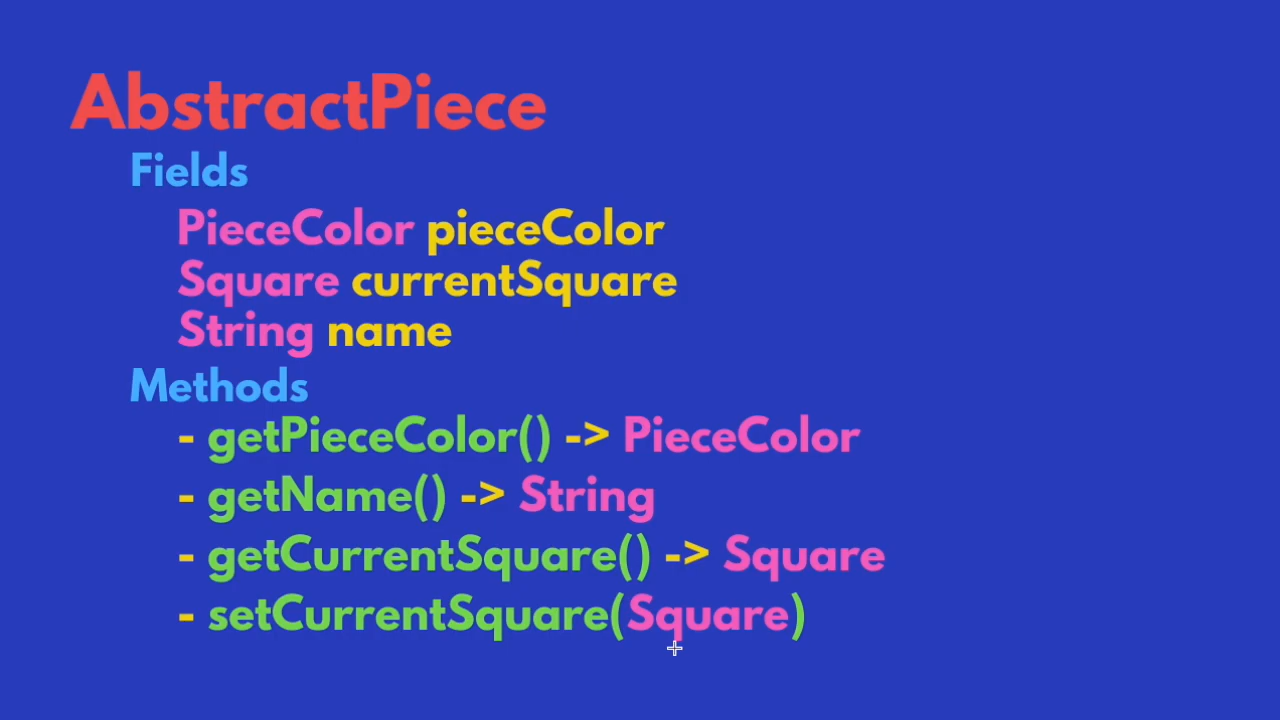 AbstractPiece
Fields
PieceColor pieceColor
Square currentSquare
String name
Methods
- getPieceColor() -> PieceColor
- getName() -> String
- getCurrentSquare() -> Square
- setCurrentSquare(Square)